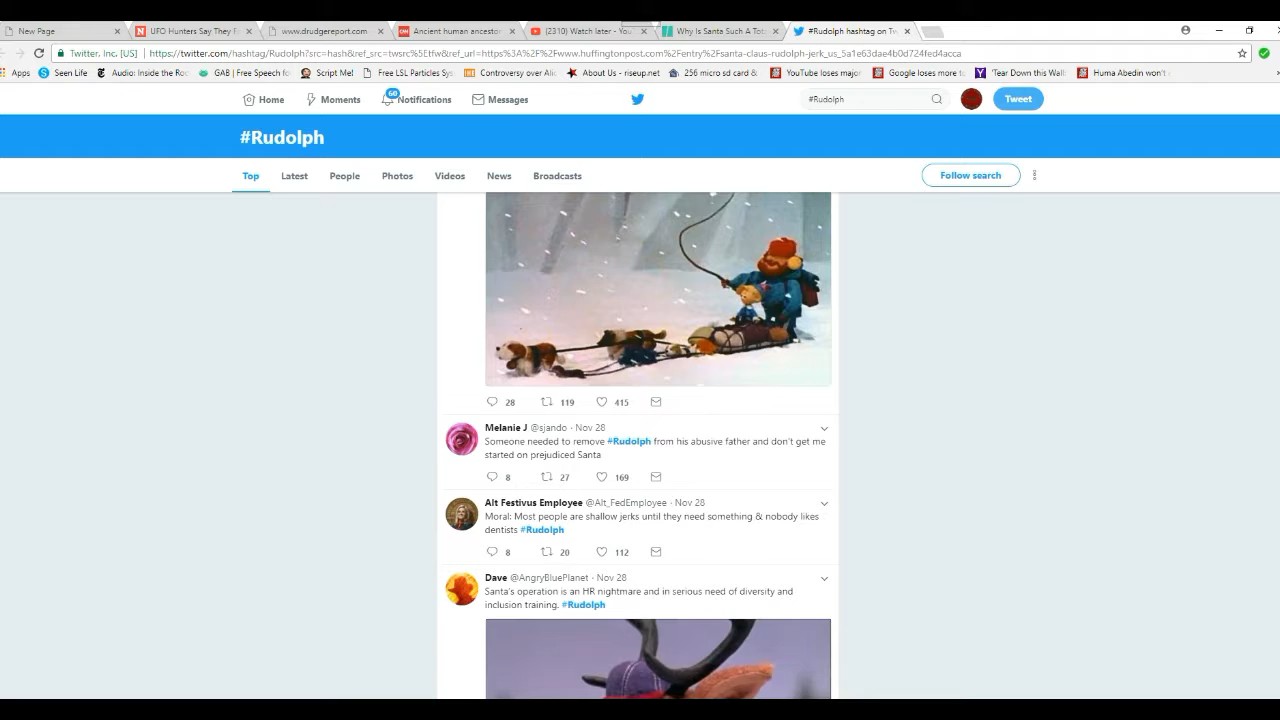 New Page
UFO Hunters Say They F
www.drudgereport.com
Ancient human ancestor
(2310) Watch later - You
Why Is Santa Such A Tot
#Rudolph hashtag on Tw
Twitter, Inc. [US]
https://twitter.com/hashtag/Rudolph?src=hash&ref_src=twsrc%5Etfw&ref_url=https%3A%2F%2Fwww.huffingtonpost.com%2Fentry%2Fsanta-claus-rudolph-jerk_us_5a1e63dae4b0d724fed4acca
Apps
Seen Life
Audio: Inside the Ro
GAB | Free Speech fo
Script Mel
Free LSL Particles Sys
Controversy over Ali
About Us - riseup.net
256 micro sd card &
YouTube loses major
Google loses more to
'Tear Down this Wall
Huma Abedin won't
Home
Moments
60
Notifications
Messages
#Rudolph
Tweet
#Rudolph
Top
Latest
People
Photos
Videos
News
Broadcasts
Follow search
28
119
415
Melanie J @sjando · Nov 28
Someone needed to remove #Rudolph from his abusive father and don't get me
started on prejudiced Santa
8
27
169
Alt Festivus Employee @Alt_FedEmployee · Nov 28
Moral: Most people are shallow jerks until they need something & nobody likes
dentists #Rudolph
8
20
112
Dave @AngryBluePlanet · Nov 28
Santa's operation is an HR nightmare and in serious need of diversity and
inclusion training. #Rudolph